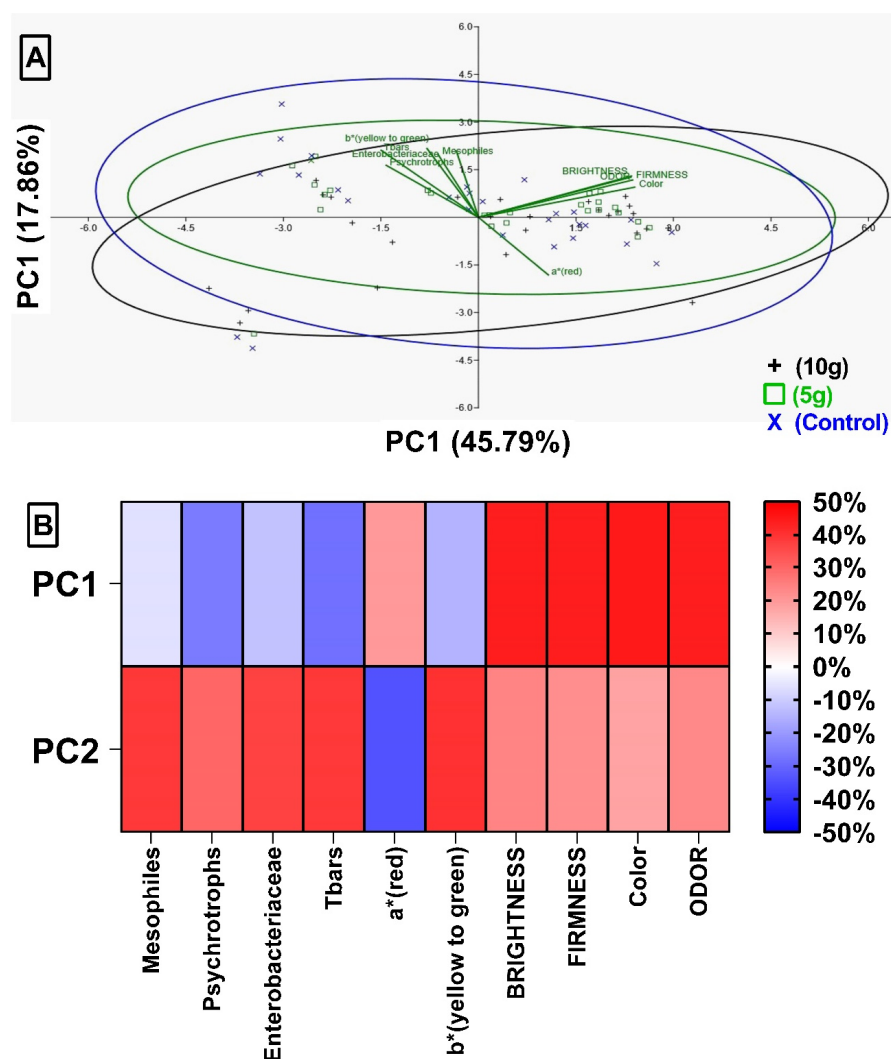 A
PC1 (17.86%)
6.0
4.5
3.0
1.5
-1.5
-3.0
-4.5
-6.0
-6.0
-4.5
-3.0
-1.5
1.5
3.0
4.5
6.0
b*(yellow to green)
Tbars
Mesophiles
Enterobacteriaceae
Psychrotrophs
BRIGHTNESS
ODOR
FIRMNESS
Color
a*(red)
PC1 (45.79%)
+ (10g)
(5g)
X (Control)
B
PC1
PC2
50%
40%
30%
20%
10%
0%
-10%
-20%
-30%
-40%
-50%
Mesophiles
Psychrotrophs
Enterobacteriaceae
Tbars
a*(red)
b*(yellow to green)
BRIGHTNESS
FIRMNESS
Color
ODOR